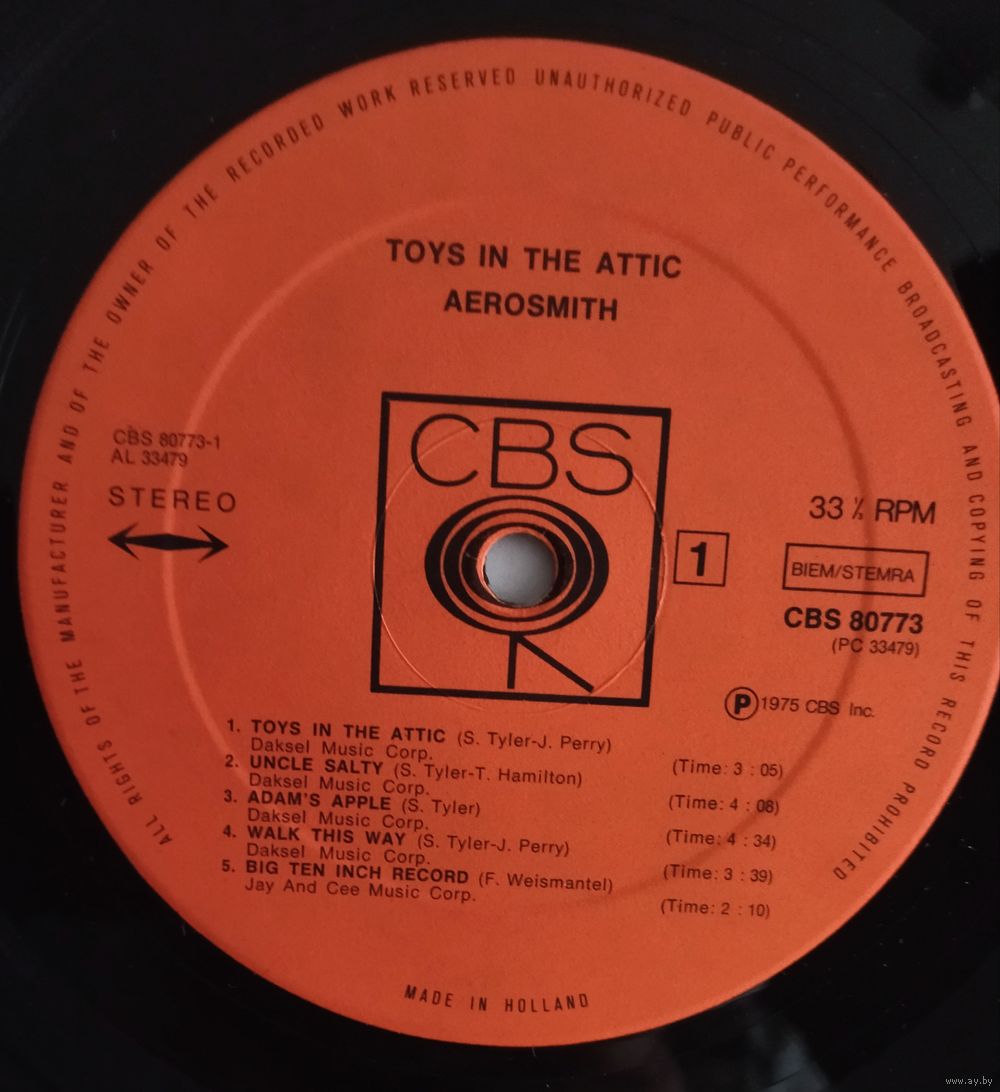 ALL RIGHTS OF THE MANUFACTURER AND OF THE OWNER OF THE RECORDED WORK RESERVED UNAUTHORIZED PUBLIC PERFORMANCE BROADCASTING AND COPYING OF THIS RECORD PROHIBITED
TOYS IN THE ATTIC
AEROSMITH
CBS
CBS 80773-1
AL 33479
STEREO
33 ⅓ RPM
1
BIEM/STEMRA
CBS 80773
(PC 33479)
Ⓟ 1975 CBS Inc.
1. TOYS IN THE ATTIC (S. Tyler-J. Perry) (Time: 3 : 05)
Daksel Music Corp.
2. UNCLE SALTY (S. Tyler-T. Hamilton) (Time: 4 : 08)
Daksel Music Corp.
3. ADAM'S APPLE (S. Tyler) (Time: 4 : 34)
Daksel Music Corp.
4. WALK THIS WAY (S. Tyler-J. Perry) (Time: 3 : 39)
Daksel Music Corp.
5. BIG TEN INCH RECORD (F. Weismantel) (Time: 2 : 10)
Jay And Cee Music Corp.
MADE IN HOLLAND
www.ay.by